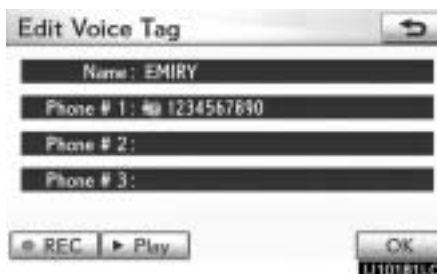 Edit Voice Tag
Name: EMIRY
Phone # 1: 1234567890
Phone # 2:
Phone # 3:
REC Play OK